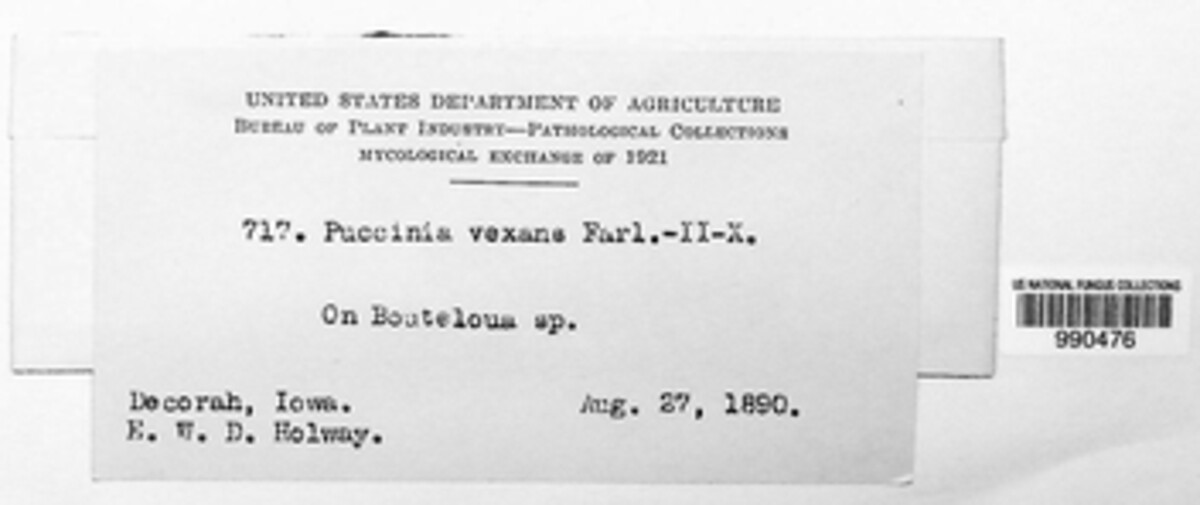 UNITED STATES DEPARTMENT OF AGRICULTURE
BUREAU OF PLANT INDUSTRY—PATHOLOGICAL COLLECTIONS
MYCOLOGICAL EXCHANGE OF 1921
717. Puccinia vexans Farl.-II-X.
On Bouteloua sp.
Decorah, Iowa. Aug. 27, 1890.
E. W. D. Holway.
US NATIONAL FUNGUS COLLECTIONS
990476